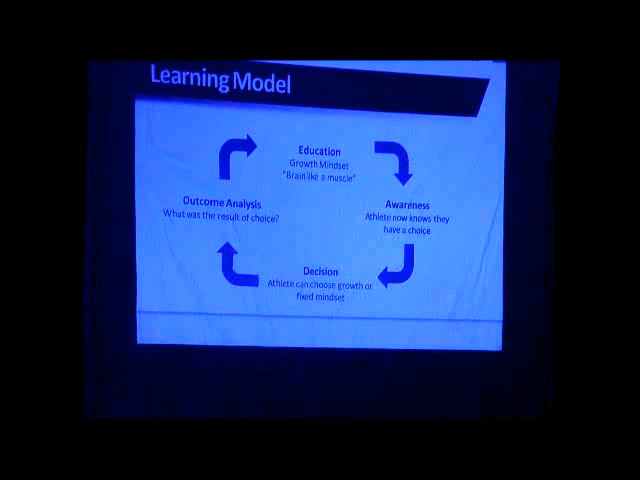 Learning Model
Education
Growth Mindset
"Brain like a muscle"
Awareness
Athlete now knows they
have a choice
Decision
Athlete can choose growth or
fixed mindset
Outcome Analysis
What was the result of choice?